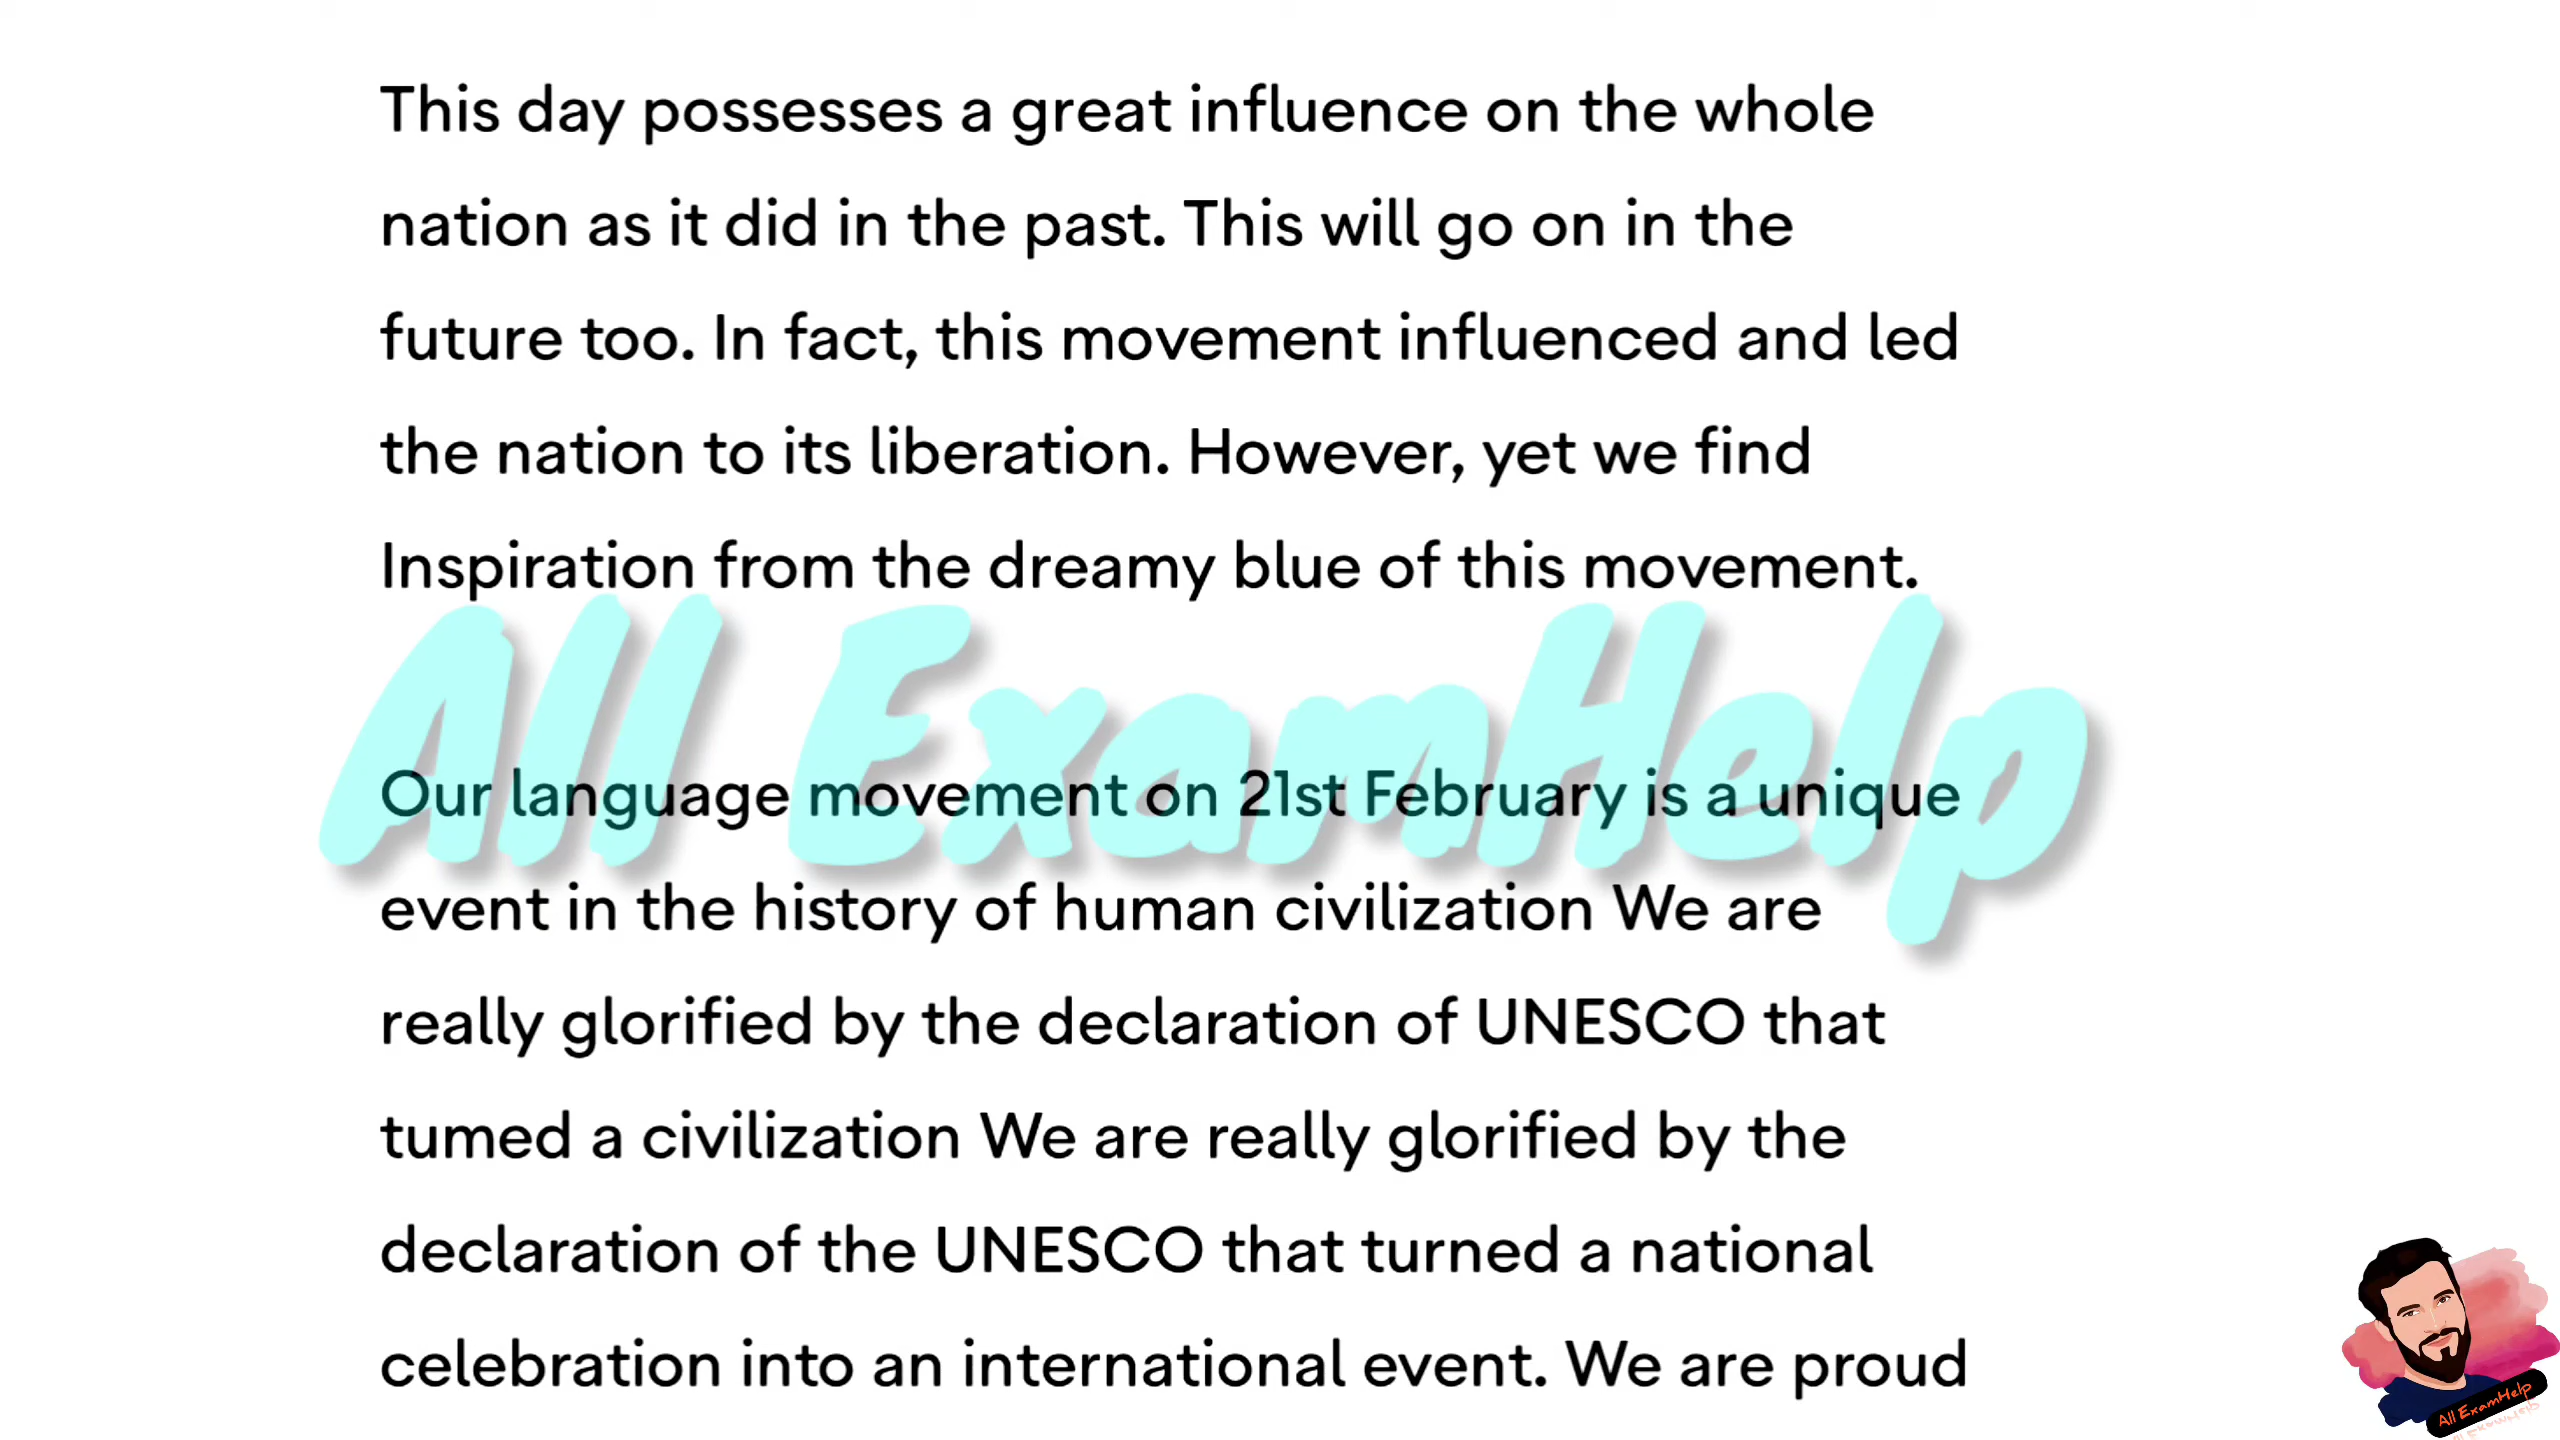 This day possesses a great influence on the whole
nation as it did in the past. This will go on in the
future too. In fact, this movement influenced and led
the nation to its liberation. However, yet we find
Inspiration from the dreamy blue of this movement.
All ExamHelp
Our language movement on 21st February is a unique
event in the history of human civilization We are
really glorified by the declaration of UNESCO that
tumed a civilization We are really glorified by the
declaration of the UNESCO that turned a national
celebration into an international event. We are proud
All ExamHelp
All ExamHelp